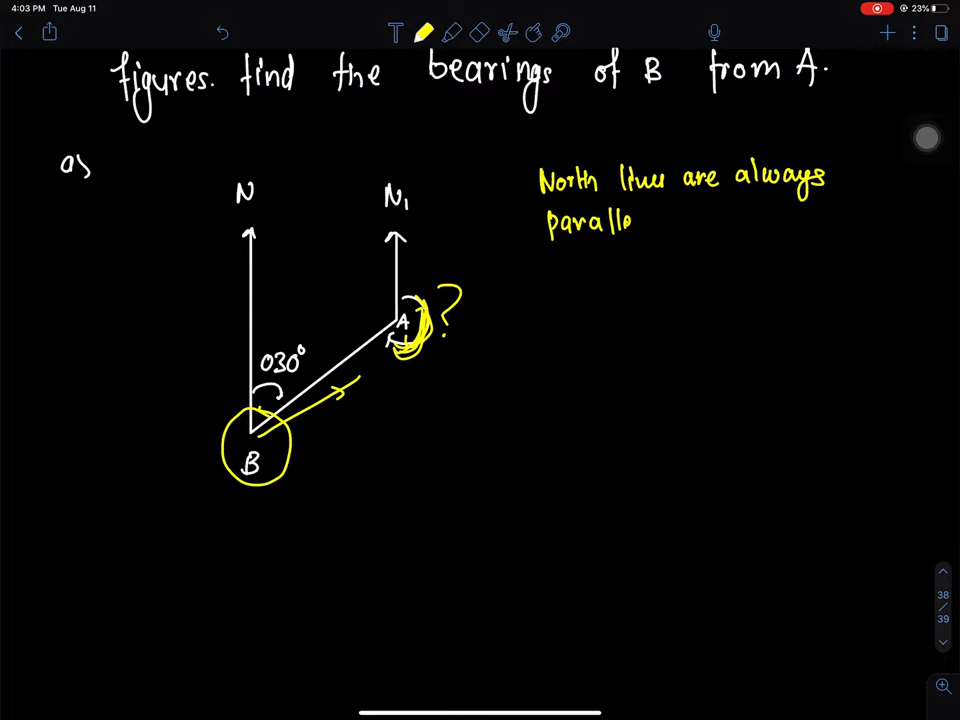 4:03 PM Tue Aug 11
23%
figures. find the bearings of B from A.
a)
N
N₁
North lines are always
paralle
A
?
030°
B
38
39